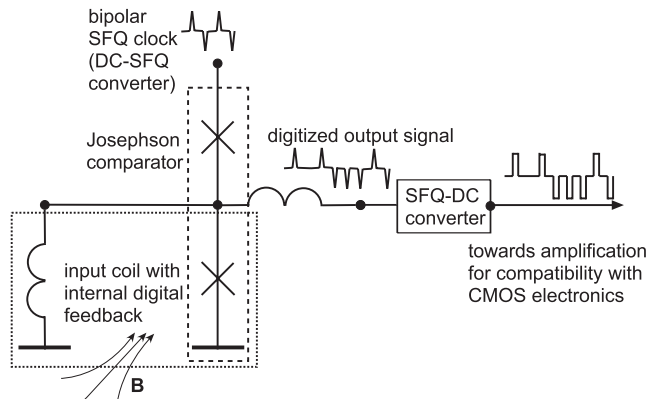 bipolar
SFQ clock
(DC-SFQ
converter)
Josephson
comparator
digitized output signal
SFQ-DC
converter
towards amplification
for compatibility with
CMOS electronics
input coil with
internal digital
feedback
B